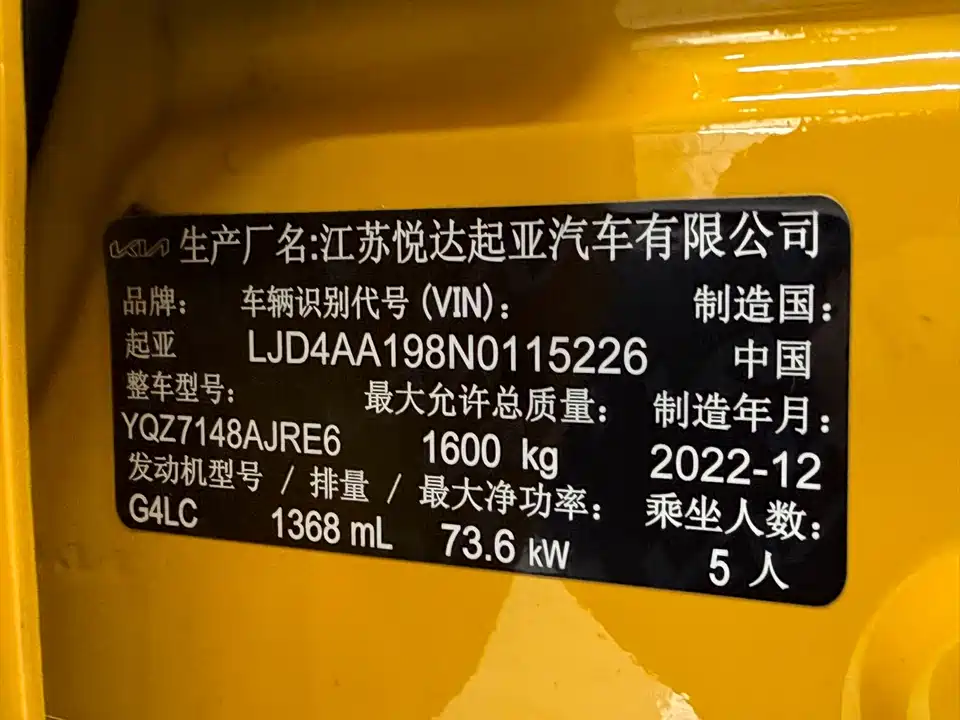 KIA 生产厂名:江苏悦达起亚汽车有限公司
品牌: 车辆识别代号(VIN): 制造国:
起亚 LJD4AA198N0115226 中国
整车型号: 最大允许总质量: 制造年月:
YQZ7148AJRE6 1600 kg 2022-12
发动机型号 / 排量 / 最大净功率: 乘坐人数:
G4LC 1368 mL 73.6 kW 5 人